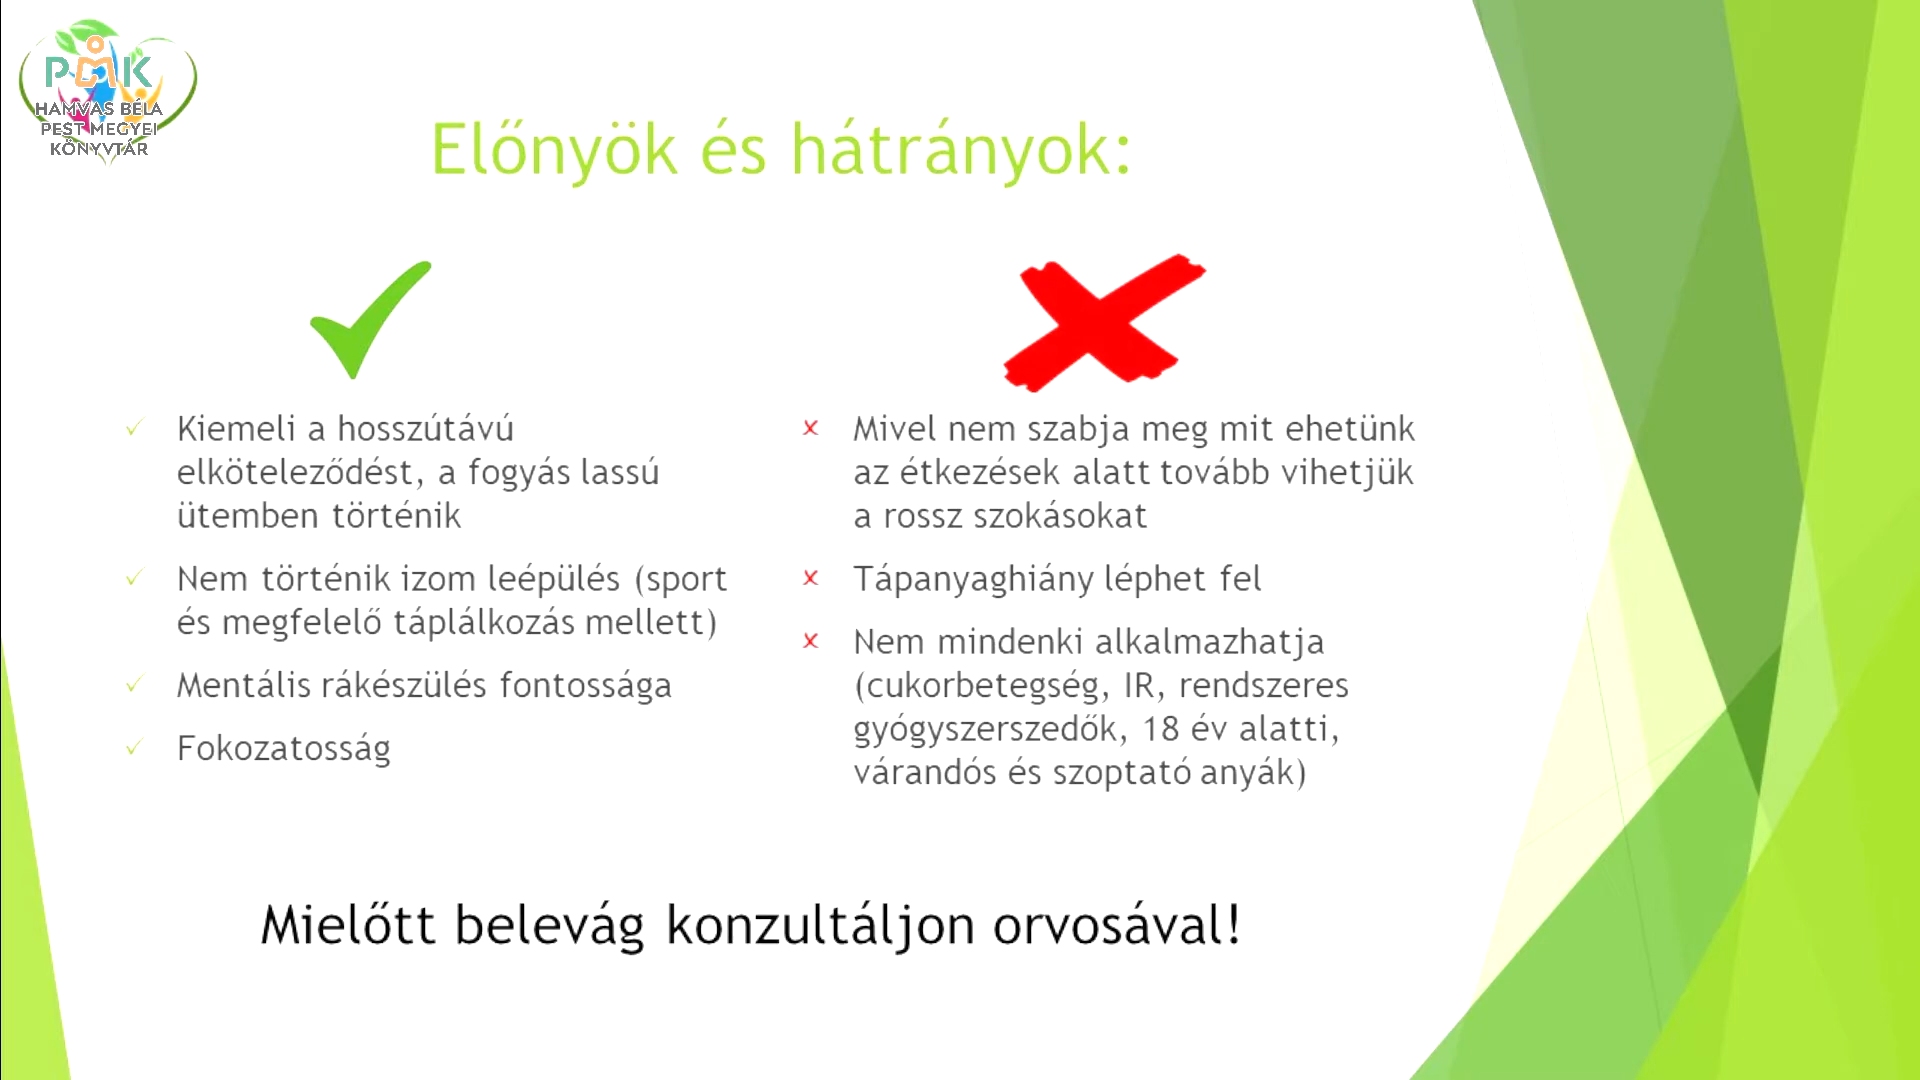 PMK
HAMVAS BÉLA
PEST MEGYEI
KÖNYVTÁR
Előnyök és hátrányok:
Kiemeli a hosszútávú
elköteleződést, a fogyás lassú
ütemben történik
Nem történik izom leépülés (sport
és megfelelő táplálkozás mellett)
Mentális rákészülés fontossága
Fokozatosság
Mivel nem szabja meg mit ehetünk
az étkezések alatt tovább vihetjük
a rossz szokásokat
Tápanyaghiány léphet fel
Nem mindenki alkalmazhatja
(cukorbetegség, IR, rendszeres
gyógyszerszedők, 18 év alatti,
várandós és szoptató anyák)
Mielőtt belevág konzultáljon orvosával!